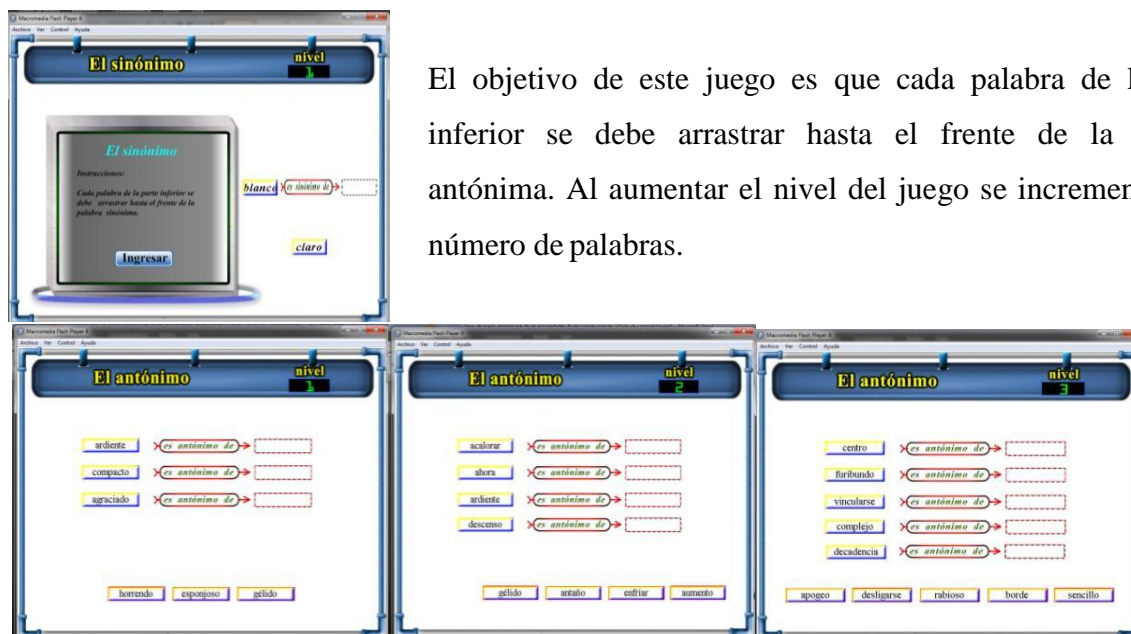 Macromedia Flash Player 8
Archivo Ver Control Ayuda
El sinónimo
nivel
1
El sinónimo
Instrucciones:
Cada palabra de la parte inferior se
debe arrastrar hasta el frente de la
palabra sinónima.
Ingresar
blanco es sinónimo de
claro
El objetivo de este juego es que cada palabra de
inferior se debe arrastrar hasta el frente de la
antónima. Al aumentar el nivel del juego se incremen
número de palabras.
Macromedia Flash Player 8
Archivo Ver Control Ayuda
El antónimo
nivel
1
ardiente es antónimo de
compacto es antónimo de
agraciado es antónimo de
horrendo esponjoso gélido
Macromedia Flash Player 8
Archivo Ver Control Ayuda
El antónimo
nivel
2
acalorar es antónimo de
ahora es antónimo de
ardiente es antónimo de
descenso es antónimo de
gélido antaño enfriar aumento
Macromedia Flash Player 8
Archivo Ver Control Ayuda
El antónimo
nivel
3
centro es antónimo de
furibundo es antónimo de
vincularse es antónimo de
complejo es antónimo de
decadencia es antónimo de
apogeo desligarse rabioso borde sencillo